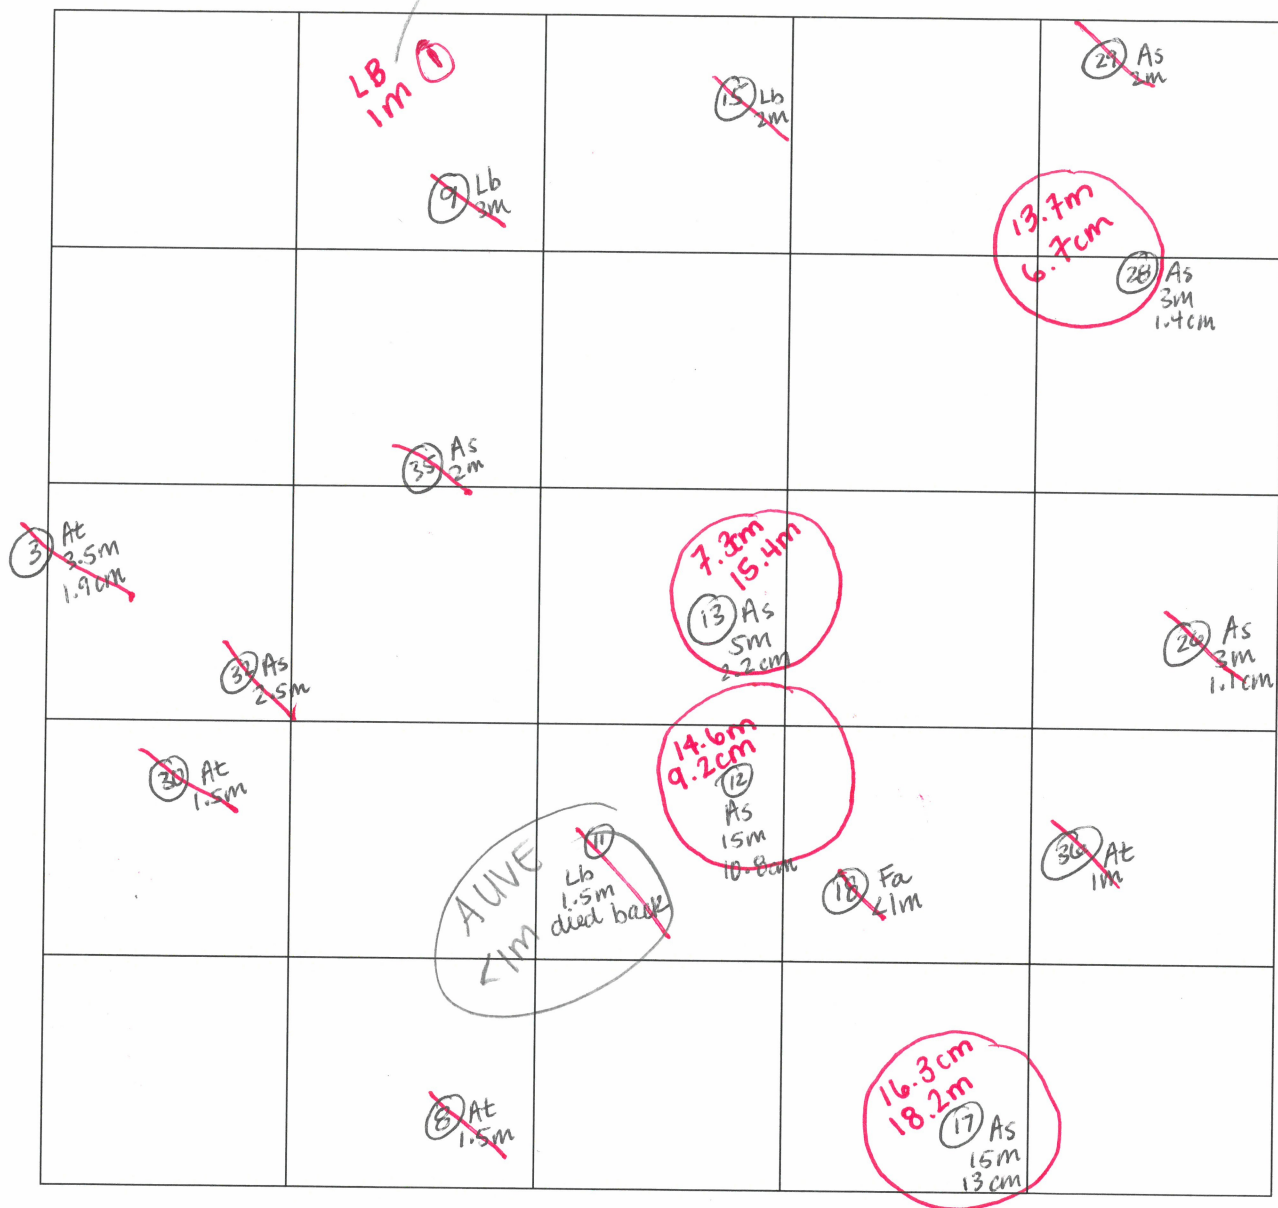 LB
1m
1
15 Lb
2m
29 As
2m
9 Lb
3m
13.7m
6.7cm
28 As
3m
1.4cm
35 As
2m
3 At
3.5m
1.9cm
7.3m
15.4m
13 As
5m
2.2cm
26 As
3m
1.1cm
As
2.5m
14.6m
9.2cm
12
As
15m
10.8cm
30 At
1.5m
11
Lb
1.5m
died back
ALIVE
<1m
18 Fa
<1m
36 At
1m
8 At
1.5m
16.3cm
18.2m
17 As
15m
13cm